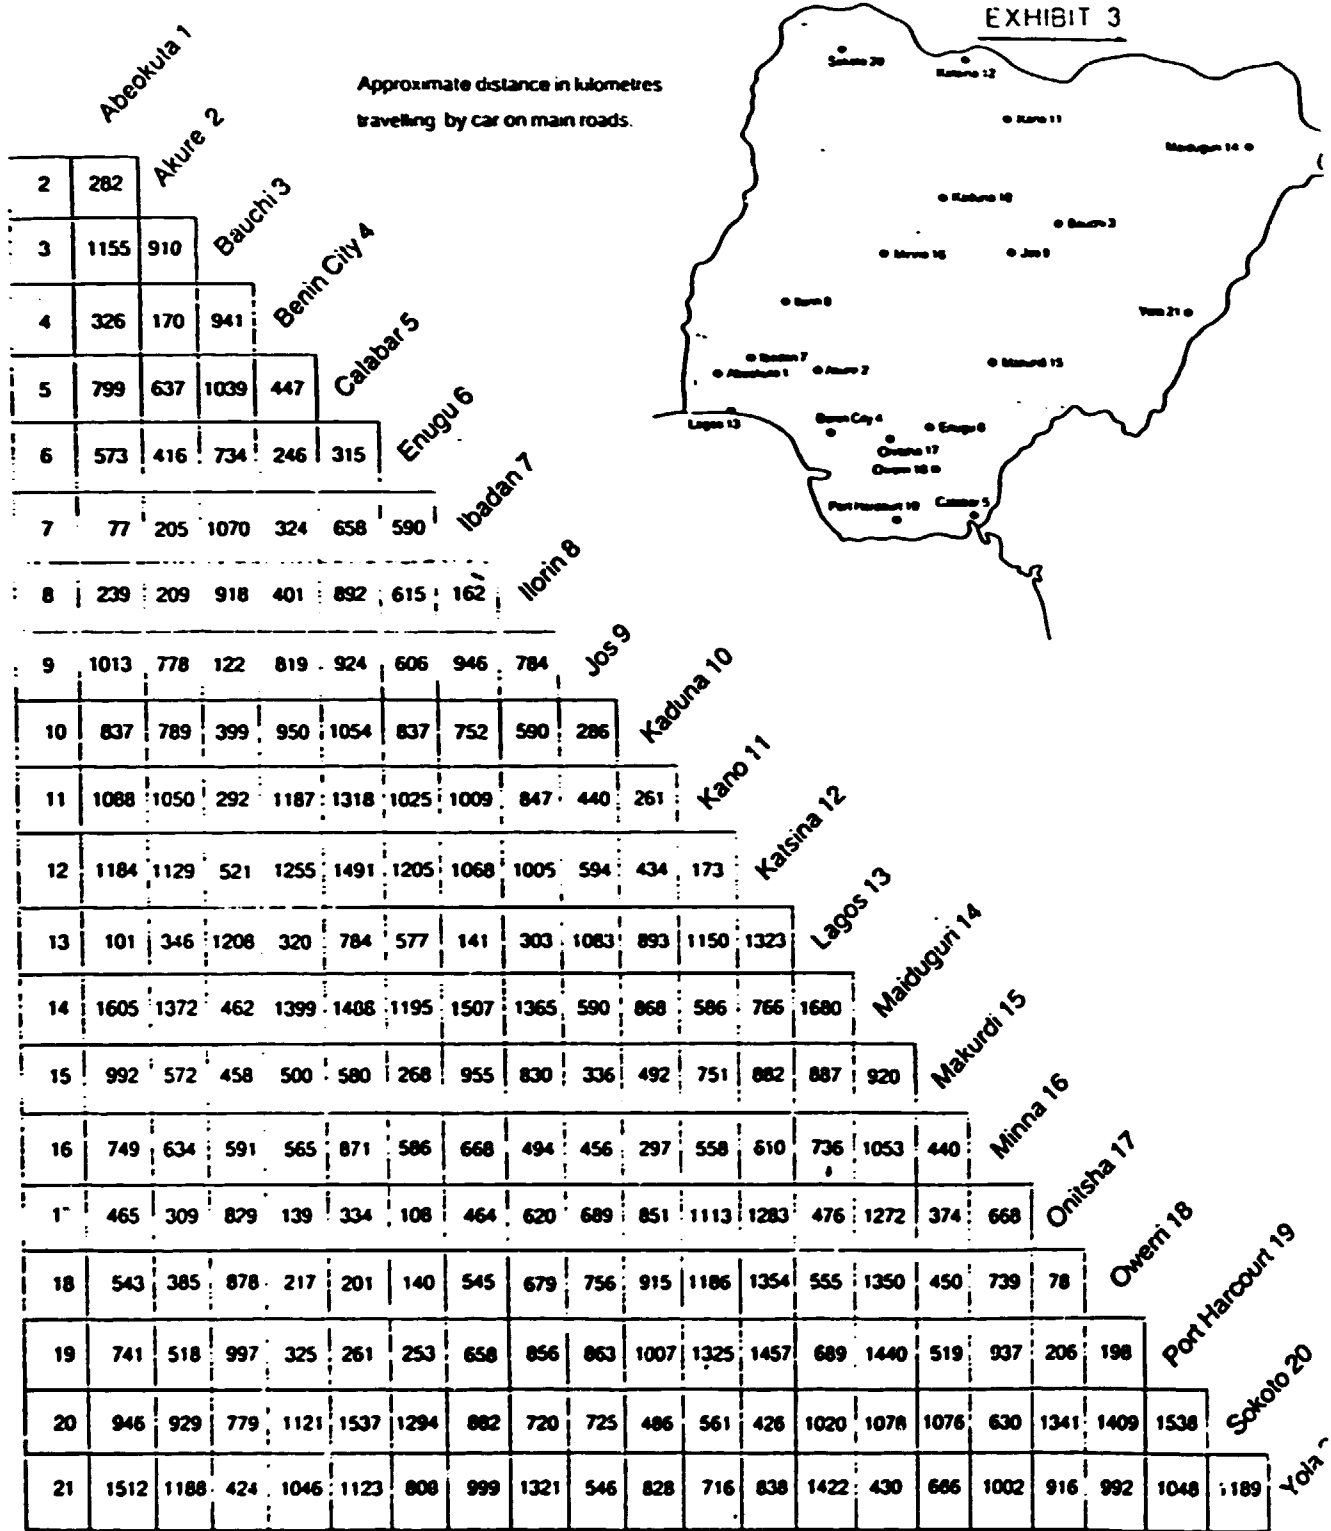 EXHIBIT 3
Approximate distance in kilometres
travelling by car on main roads.
Sokoto 20
Katsina 12
Kano 11
Maiduguri 14
Kaduna 10
Bauchi 3
Minna 16
Jos 9
Ilorin 8
Yola 21
Ibadan 7
Abeokuta 1
Akure 2
Makurdi 15
Lagos 13
Benin City 4
Enugu 6
Onitsha 17
Owerri 18
Port Harcourt 19
Calabar 5
Abeokuta 1
2 282 Akure 2
3 1155 910 Bauchi 3
4 326 170 941 Benin City 4
5 799 637 1039 447 Calabar 5
6 573 416 734 246 315 Enugu 6
7 77 205 1070 324 658 590 Ibadan 7
8 239 209 918 401 892 615 162 Ilorin 8
9 1013 778 122 819 924 606 946 784 Jos 9
10 837 789 399 950 1054 837 752 590 286 Kaduna 10
11 1088 1050 292 1187 1318 1025 1009 847 440 261 Kano 11
12 1184 1129 521 1255 1491 1205 1068 1005 594 434 173 Katsina 12
13 101 346 1208 320 784 577 141 303 1083 893 1150 1323 Lagos 13
14 1605 1372 462 1399 1488 1195 1507 1365 590 868 586 766 1680 Maiduguri 14
15 992 572 458 500 580 268 955 830 336 492 751 882 887 920 Makurdi 15
16 749 634 591 565 871 586 668 494 456 297 558 610 736 1053 440 Minna 16
465 309 829 139 334 108 464 620 689 851 1113 1283 476 1272 374 668 Onitsha 17
18 543 385 878 217 201 140 545 679 756 915 1186 1354 555 1350 450 739 78 Owerri 18
19 741 518 997 325 261 253 658 856 863 1007 1325 1457 689 1440 519 937 206 198 Port Harcourt 19
20 946 929 779 1121 1537 1294 882 720 725 486 561 426 1020 1078 1076 630 1341 1409 1538 Sokoto 20
21 1512 1188 424 1046 1123 808 999 1321 546 828 716 838 1422 430 666 1002 916 992 1048 1189 Yola